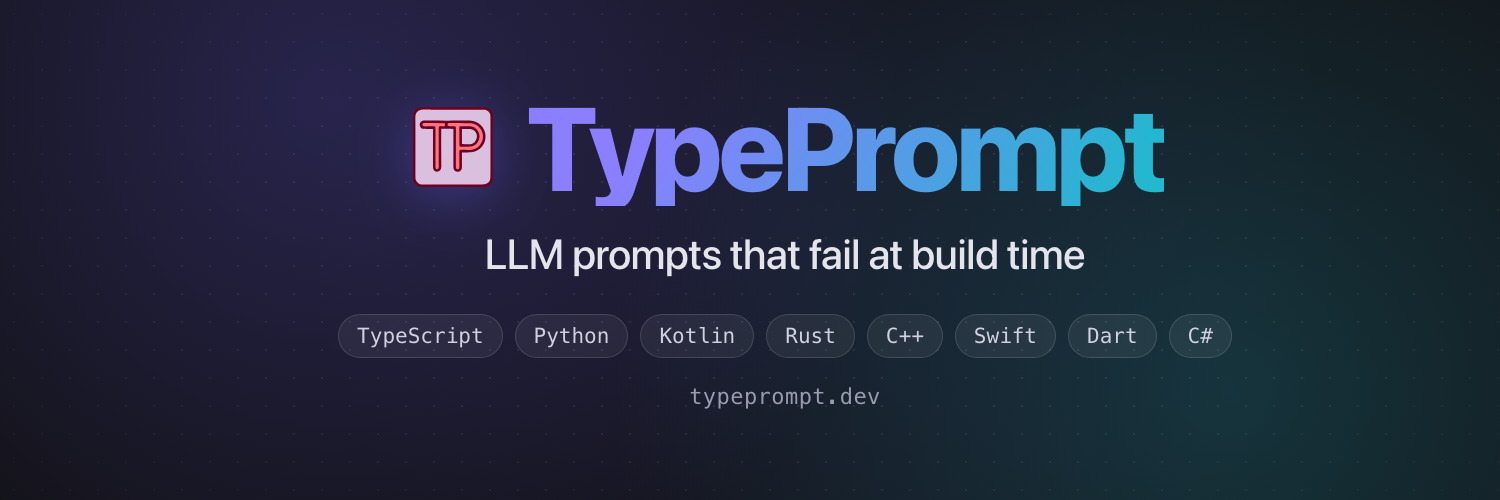 TP TypePrompt
LLM prompts that fail at build time
TypeScript Python Kotlin Rust C++ Swift Dart C#
typeprompt.dev